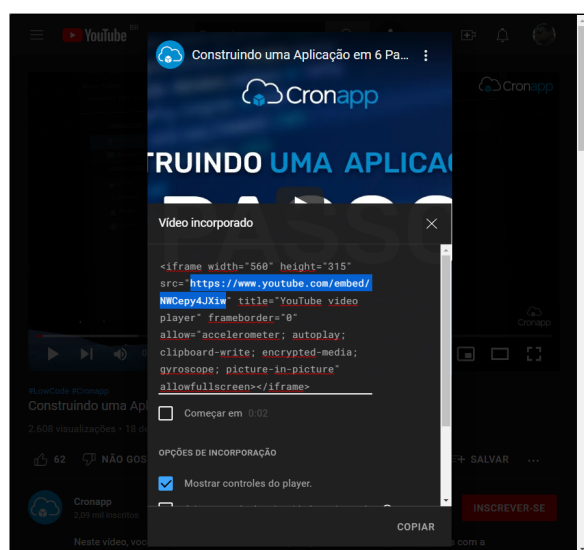 YouTube BR
Construindo uma Aplicação em 6 Pa...
Cronapp
Cronapp
TRUINDO UMA APLICAÇ
PASSO
Vídeo incorporado
<iframe width="560" height="315"
src="https://www.youtube.com/embed/
NWCepy4JXiw" title="YouTube video
player" frameborder="0"
allow="accelerometer; autoplay;
clipboard-write; encrypted-media;
gyroscope; picture-in-picture"
allowfullscreen></iframe>
Cronapp
Começar em 0:02
#LowCode #Cronapp
Construindo uma Apl
2.608 visualizações • 18 de
OPÇÕES DE INCORPORAÇÃO
62 NÃO GOS
SALVAR ...
Mostrar controles do player.
Cronapp
2,09 mil inscritos
INSCREVER-SE
COPIAR
Neste vídeo, voc
com a